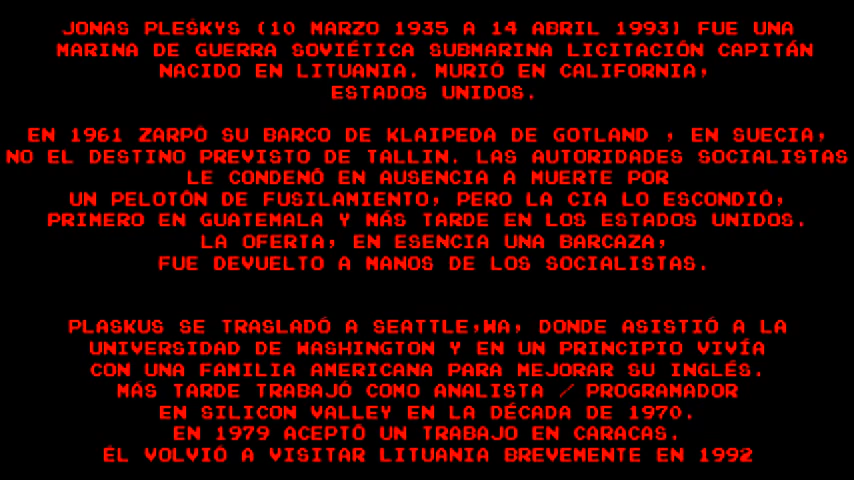 JONAS PLEŠKYS (10 MARZO 1935 A 14 ABRIL 1993) FUE UNA
MARINA DE GUERRA SOVIÉTICA SUBMARINA LICITACIÓN CAPITÁN
NACIDO EN LITUANIA. MURIÓ EN CALIFORNIA,
ESTADOS UNIDOS.
EN 1961 ZARPÓ SU BARCO DE KLAIPEDA DE GOTLAND , EN SUECIA,
NO EL DESTINO PREVISTO DE TALLIN. LAS AUTORIDADES SOCIALISTAS
LE CONDENÓ EN AUSENCIA A MUERTE POR
UN PELOTÓN DE FUSILAMIENTO, PERO LA CIA LO ESCONDIÓ,
PRIMERO EN GUATEMALA Y MÁS TARDE EN LOS ESTADOS UNIDOS.
LA OFERTA, EN ESENCIA UNA BARCAZA,
FUE DEVUELTO A MANOS DE LOS SOCIALISTAS.
PLASKUS SE TRASLADÓ A SEATTLE,WA, DONDE ASISTIÓ A LA
UNIVERSIDAD DE WASHINGTON Y EN UN PRINCIPIO VIVÍA
CON UNA FAMILIA AMERICANA PARA MEJORAR SU INGLÉS.
MÁS TARDE TRABAJÓ COMO ANALISTA / PROGRAMADOR
EN SILICON VALLEY EN LA DÉCADA DE 1970.
EN 1979 ACEPTÓ UN TRABAJO EN CARACAS.
ÉL VOLVIÓ A VISITAR LITUANIA BREVEMENTE EN 1992